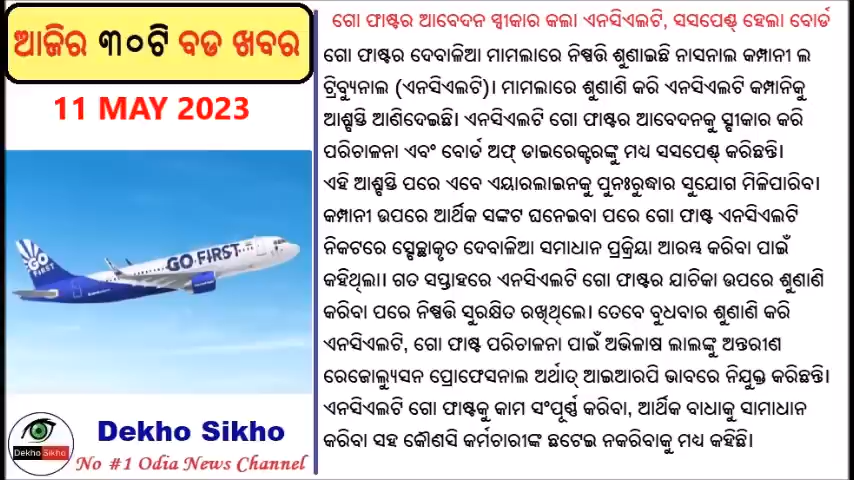 ଆଜିର ୩୦ଟି ବଡ ଖବର
11 MAY 2023
GO FIRST
GO FIRST
Dekho Sikho
Dekho Sikho
No #1 Odia News Channel
ଗୋ ଫାଷ୍ଟର ଆବେଦନ ସ୍ୱୀକାର କଲା ଏନସିଏଲଟି, ସସପେଣ୍ଡ ହେଲା ବୋର୍ଡ
ଗୋ ଫାଷ୍ଟର ଦେବାଳିଆ ମାମଲାରେ ନିଷ୍ପତ୍ତି ଶୁଣାଇଛି ନାସନାଲ କମ୍ପାନୀ ଲ
ଟ୍ରିବ୍ୟୁନାଲ (ଏନସିଏଲଟି)। ମାମଲାରେ ଶୁଣାଣି କରି ଏନସିଏଲଟି କମ୍ପାନିକୁ
ଆଶ୍ୱସ୍ତି ଆଣିଦେଇଛି। ଏନସିଏଲଟି ଗୋ ଫାଷ୍ଟର ଆବେଦନକୁ ସ୍ୱୀକାର କରି
ପରିଚାଳନା ଏବଂ ବୋର୍ଡ ଅଫ୍ ଡାଇରେକ୍ଟରଙ୍କୁ ମଧ୍ୟ ସସପେଣ୍ଡ କରିଛନ୍ତି।
ଏହି ଆଶ୍ୱସ୍ତି ପରେ ଏବେ ଏୟାରଲାଇନକୁ ପୁନଃରୁଦ୍ଧାର ସୁଯୋଗ ମିଳିପାରିବ।
କମ୍ପାନୀ ଉପରେ ଆର୍ଥିକ ସଙ୍କଟ ଘନେଇବା ପରେ ଗୋ ଫାଷ୍ଟ ଏନସିଏଲଟି
ନିକଟରେ ସ୍ବେଚ୍ଛାକୃତ ଦେବାଳିଆ ସମାଧାନ ପ୍ରକ୍ରିୟା ଆରମ୍ଭ କରିବା ପାଇଁ
କହିଥିଲା। ଗତ ସପ୍ତାହରେ ଏନସିଏଲଟି ଗୋ ଫାଷ୍ଟର ଯାଚିକା ଉପରେ ଶୁଣାଣି
କରିବା ପରେ ନିଷ୍ପତ୍ତି ସୁରକ୍ଷିତ ରଖିଥିଲେ। ତେବେ ବୁଧବାର ଶୁଣାଣି କରି
ଏନସିଏଲଟି, ଗୋ ଫାଷ୍ଟ ପରିଚାଳନା ପାଇଁ ଅଭିଳାଷ ଲାଲଙ୍କୁ ଅନ୍ତରୀଣ
ରେଜୋଲ୍ୟୁସନ ପ୍ରୋଫେସନାଲ ଅର୍ଥାତ୍ ଆଇଆରପି ଭାବରେ ନିଯୁକ୍ତ କରିଛନ୍ତି।
ଏନସିଏଲଟି ଗୋ ଫାଷ୍ଟକୁ କାମ ସଂପୂର୍ଣ୍ଣ କରିବା, ଆର୍ଥିକ ବାଧାକୁ ସାମାଧାନ
କରିବା ସହ କୌଣସି କର୍ମଚାରୀଙ୍କ ଛଟେଇ ନକରିବାକୁ ମଧ୍ୟ କହିଛି।